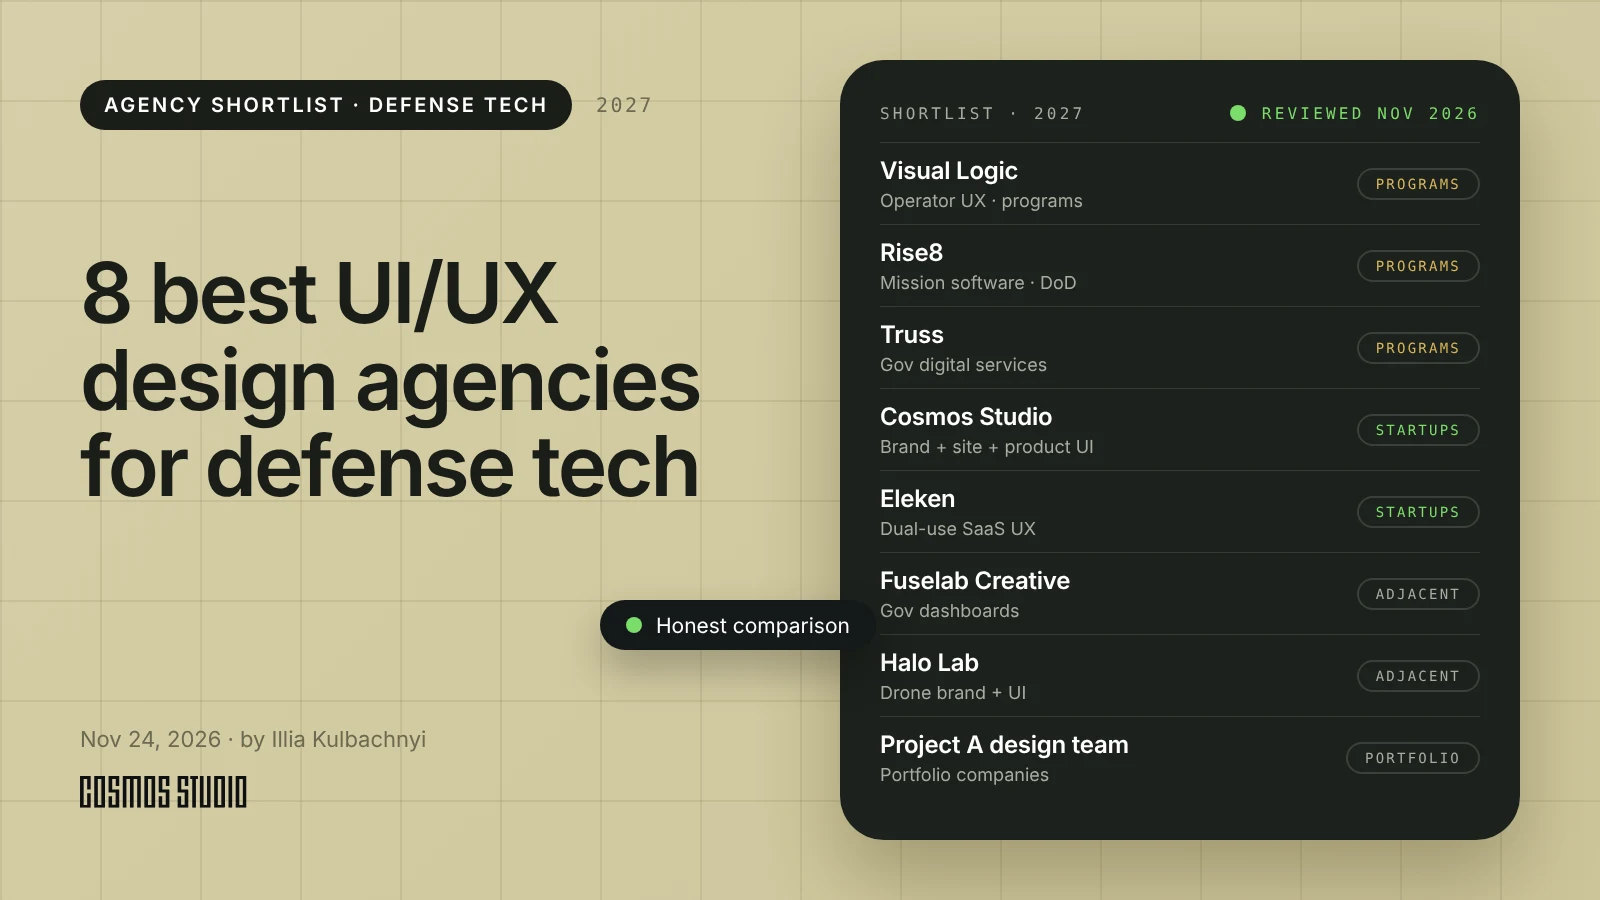 AGENCY SHORTLIST · DEFENSE TECH
2027
8 best UI/UX
design agencies
for defense tech
Honest comparison
Nov 24, 2026 · by Illia Kulbachnyi
COSMOS STUDIO
SHORTLIST · 2027
REVIEWED NOV 2026
Visual Logic
Operator UX · programs
PROGRAMS
Rise8
Mission software · DoD
PROGRAMS
Truss
Gov digital services
PROGRAMS
Cosmos Studio
Brand + site + product UI
STARTUPS
Eleken
Dual-use SaaS UX
STARTUPS
Fuselab Creative
Gov dashboards
ADJACENT
Halo Lab
Drone brand + UI
ADJACENT
Project A design team
Portfolio companies
PORTFOLIO